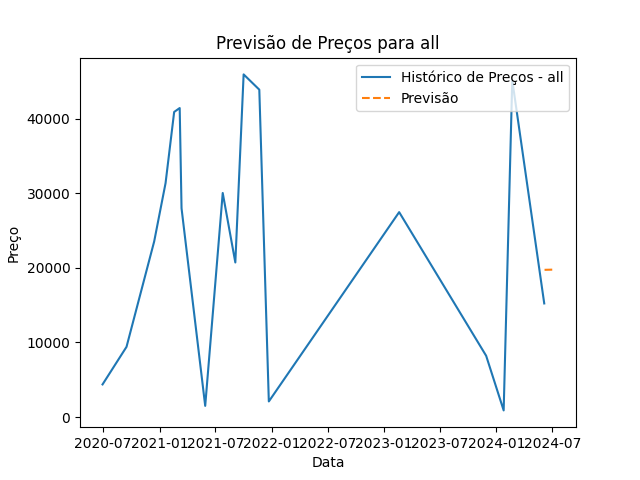 Previsão de Preços para all
Histórico de Preços - all
Previsão
Preço
40000
30000
20000
10000
0
2020-07 2021-01 2021-07 2022-01 2022-07 2023-01 2023-07 2024-01 2024-07
Data